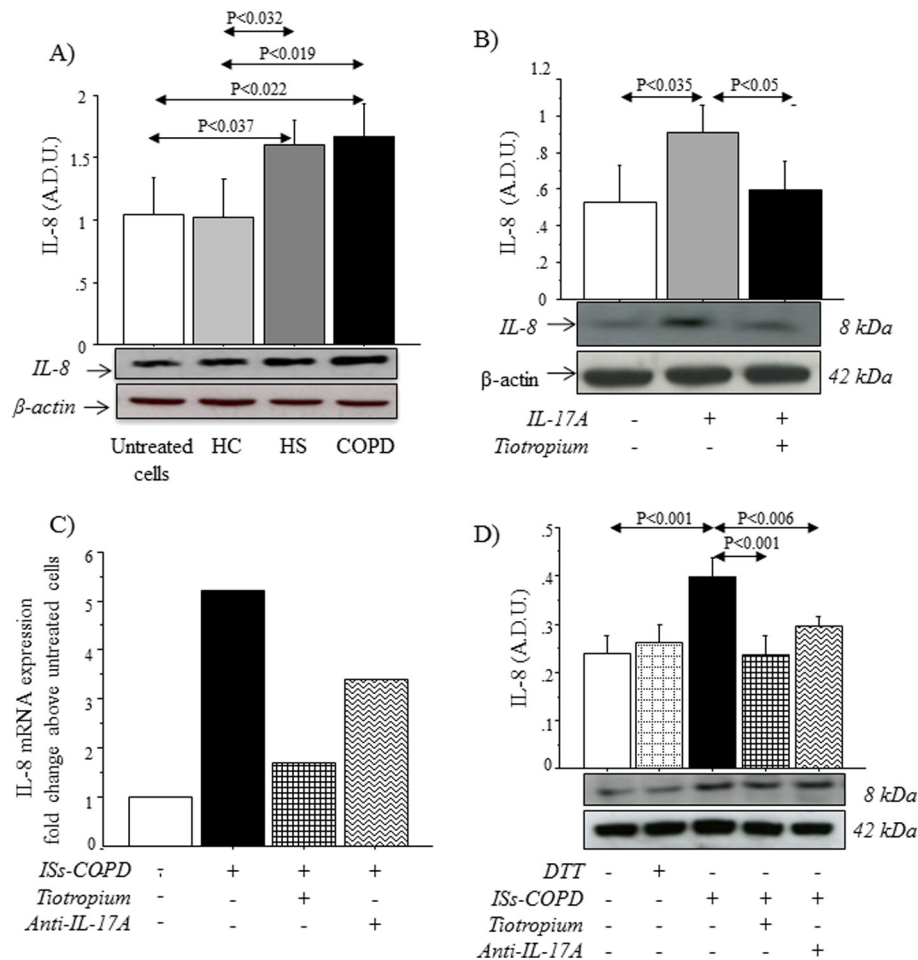 A)
P<0.032
P<0.019
P<0.022
P<0.037
IL-8 (A.D.U.)
2
1.5
1
.5
0
IL-8
β-actin
Untreated cells
HC
HS
COPD
B)
P<0.035
P<0.05
IL-8 (A.D.U.)
1.2
1
.8
.6
.4
.2
0
IL-8
8 kDa
β-actin
42 kDa
IL-17A - + +
Tiotropium - - +
C)
IL-8 mRNA expression
fold change above untreated cells
6
5
4
3
2
1
0
ISs-COPD - + + +
Tiotropium - - + -
Anti-IL-17A - - - +
D)
P<0.001
P<0.006
P<0.001
IL-8 (A.D.U.)
.5
.4
.3
.2
.1
0
8 kDa
42 kDa
DTT - + - - -
ISs-COPD - - + + +
Tiotropium - - - + -
Anti-IL-17A - - - - +